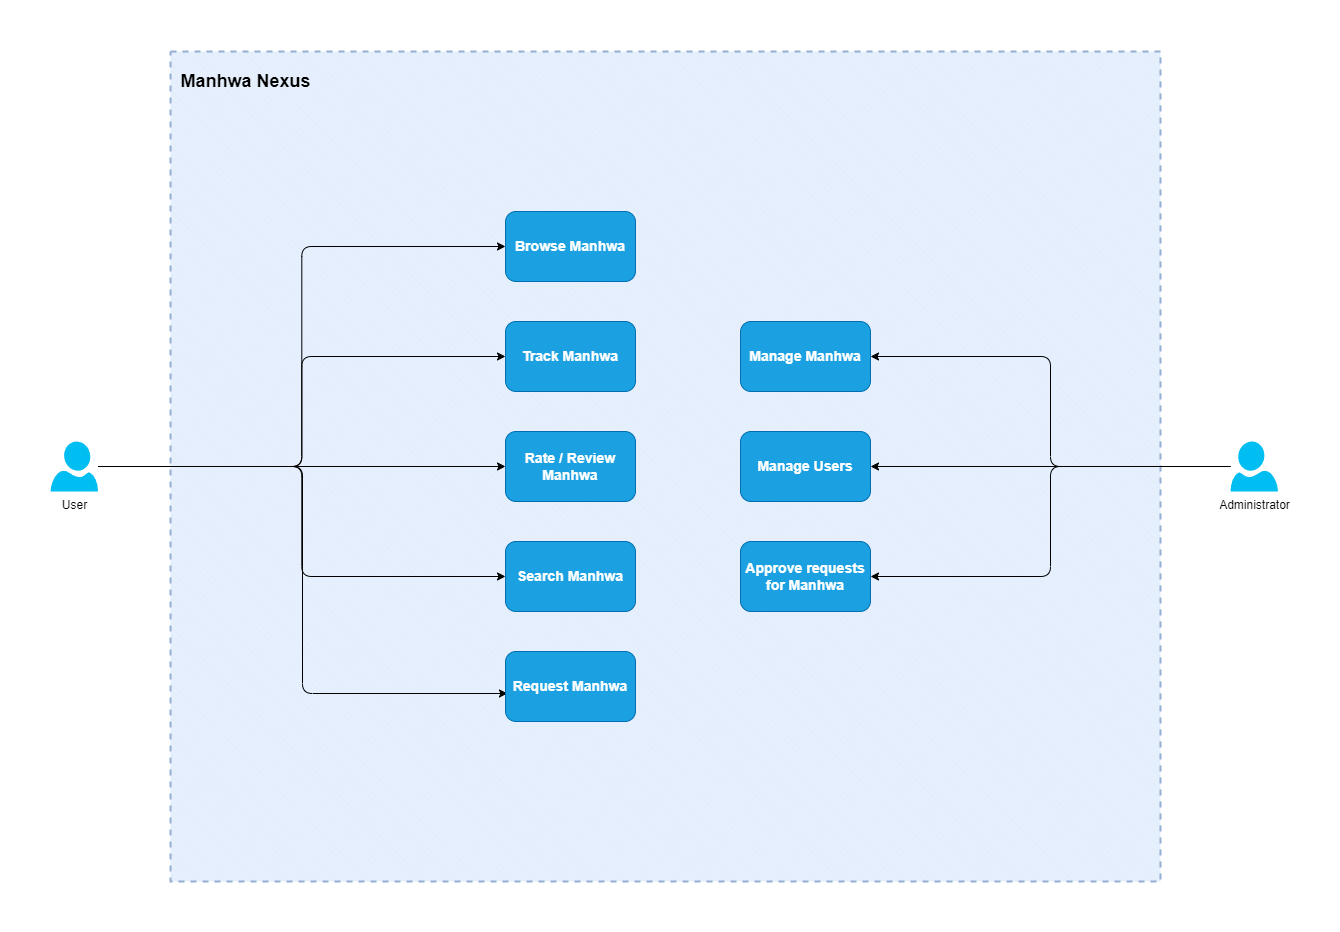 Manhwa Nexus
Browse Manhwa
Track Manhwa
Manage Manhwa
Rate / Review
Manhwa
Manage Users
User
Administrator
Search Manhwa
Approve requests
for Manhwa
Request Manhwa